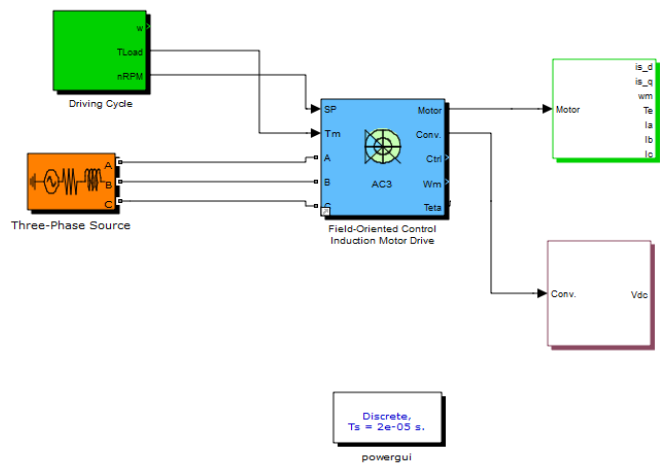 w
TLoad
nRPM
Driving Cycle
A
B
C
Three-Phase Source
SP
Tm
A
B
C
Motor
Conv.
Ctrl
Wm
Teta
AC3
Field-Oriented Control
Induction Motor Drive
Motor
is_d
is_q
wm
Te
Ia
Ib
Ic
Conv.
Vdc
Discrete,
Ts = 2e-05 s.
powergui